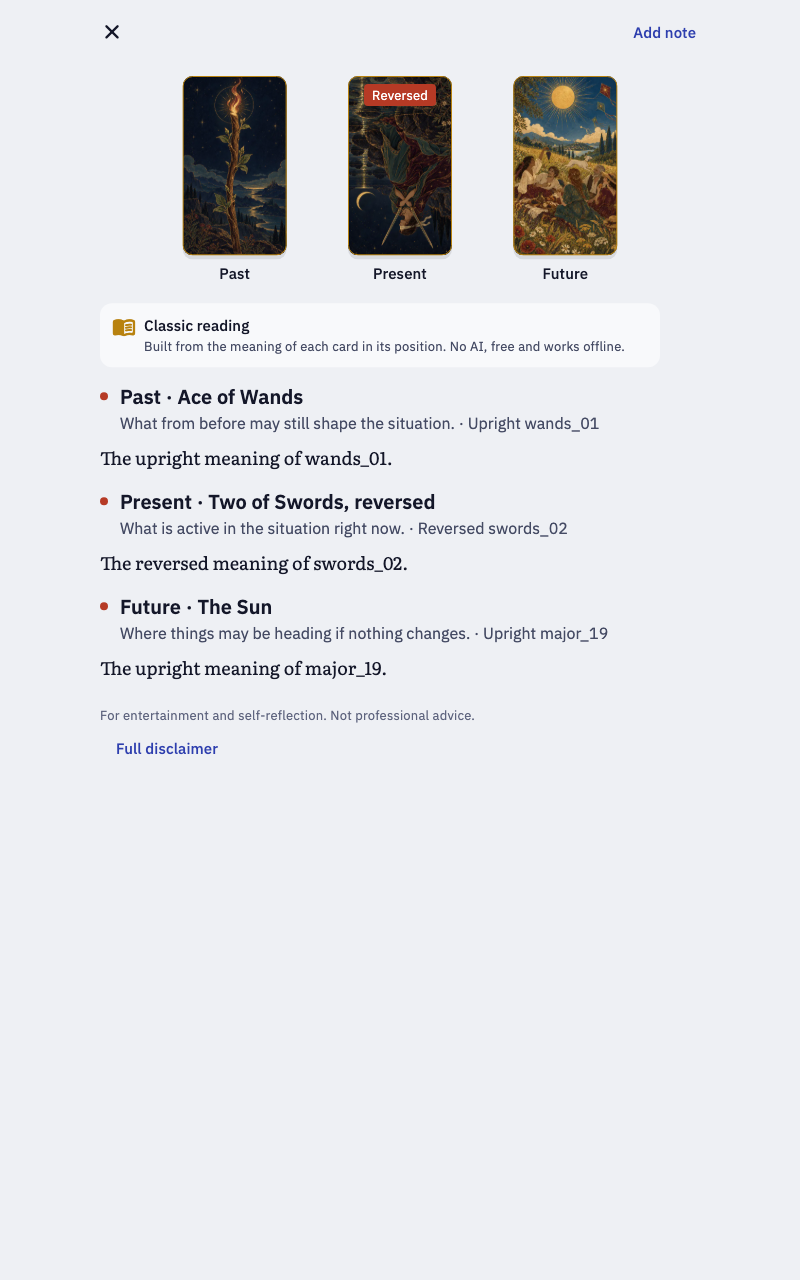 Add note
Reversed
Past
Present
Future
Classic reading
Built from the meaning of each card in its position. No AI, free and works offline.
Past · Ace of Wands
What from before may still shape the situation. · Upright wands_01
The upright meaning of wands_01.
Present · Two of Swords, reversed
What is active in the situation right now. · Reversed swords_02
The reversed meaning of swords_02.
Future · The Sun
Where things may be heading if nothing changes. · Upright major_19
The upright meaning of major_19.
For entertainment and self-reflection. Not professional advice.
Full disclaimer